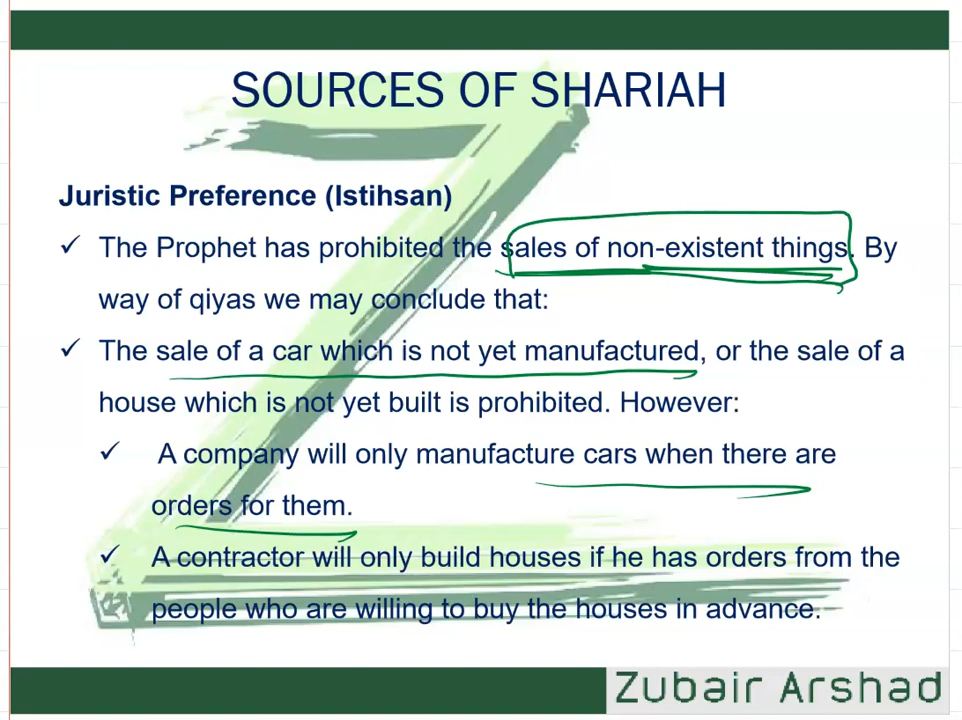 SOURCES OF SHARIAH
Juristic Preference (Istihsan)
✓ The Prophet has prohibited the sales of non-existent things. By
way of qiyas we may conclude that:
✓ The sale of a car which is not yet manufactured, or the sale of a
house which is not yet built is prohibited. However:
✓ A company will only manufacture cars when there are
orders for them.
✓ A contractor will only build houses if he has orders from the
people who are willing to buy the houses in advance.
Zubair Arshad